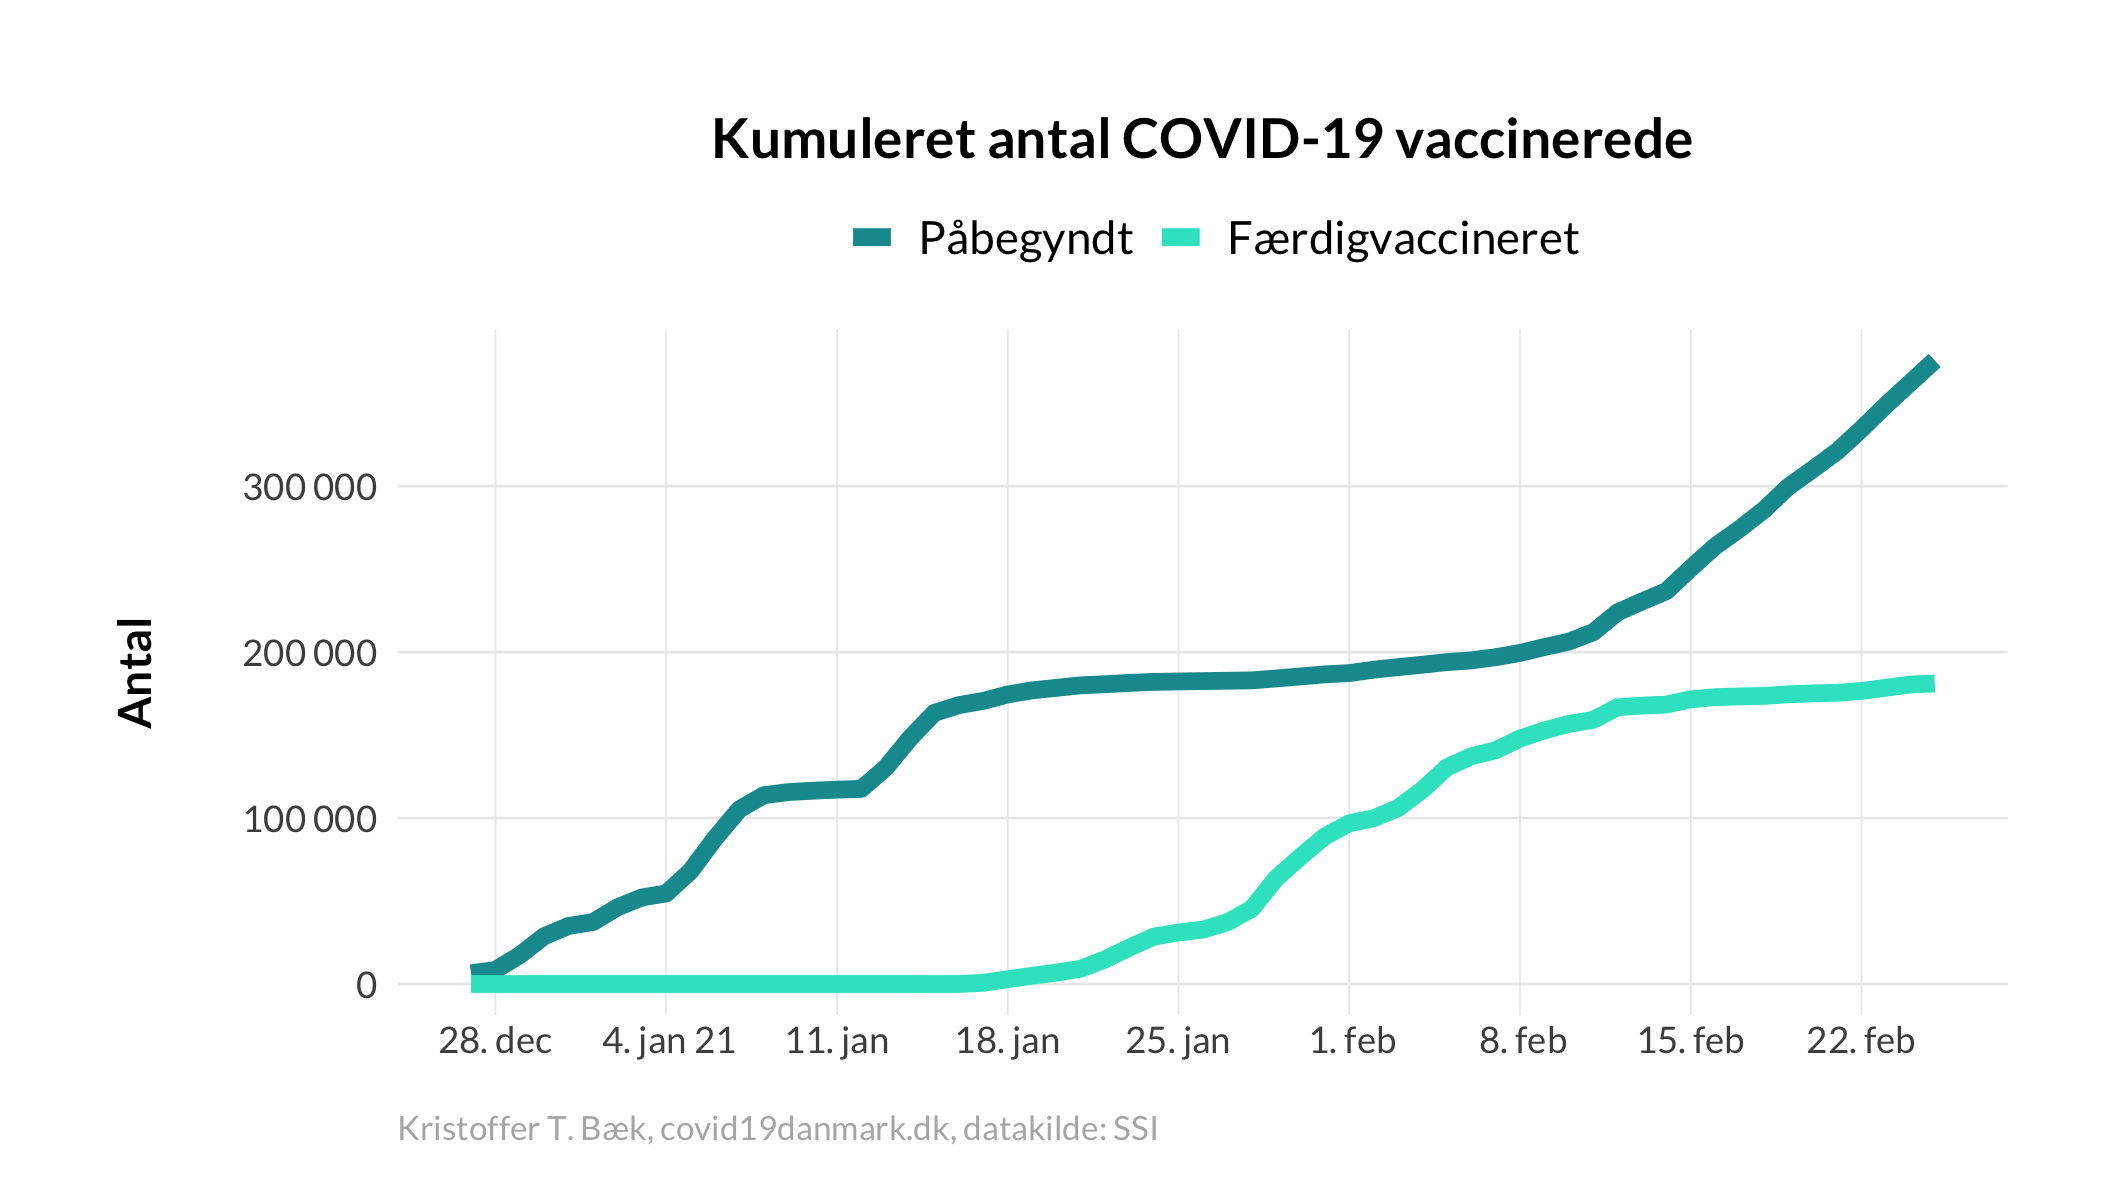 Kumuleret antal COVID-19 vaccinerede
Påbegyndt Færdigvaccineret
Antal
300 000
200 000
100 000
0
28. dec 4. jan 21 11. jan 18. jan 25. jan 1. feb 8. feb 15. feb 22. feb
Kristoffer T. Bæk, covid19danmark.dk, datakilde: SSI